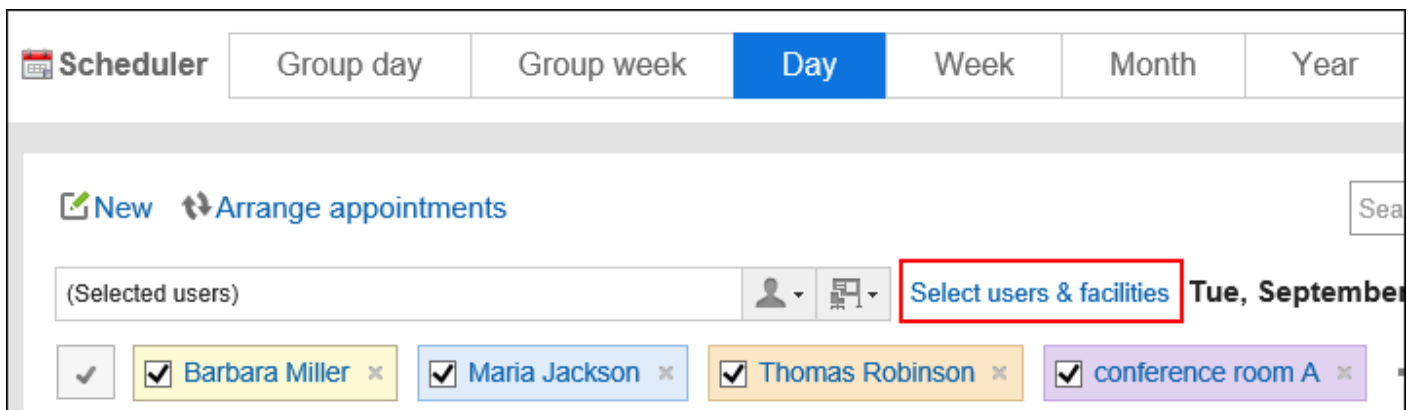 Scheduler Group day Group week Day Week Month Year
New Arrange appointments Sea
(Selected users) Select users & facilities Tue, September
Barbara Miller × Maria Jackson × Thomas Robinson × conference room A ×